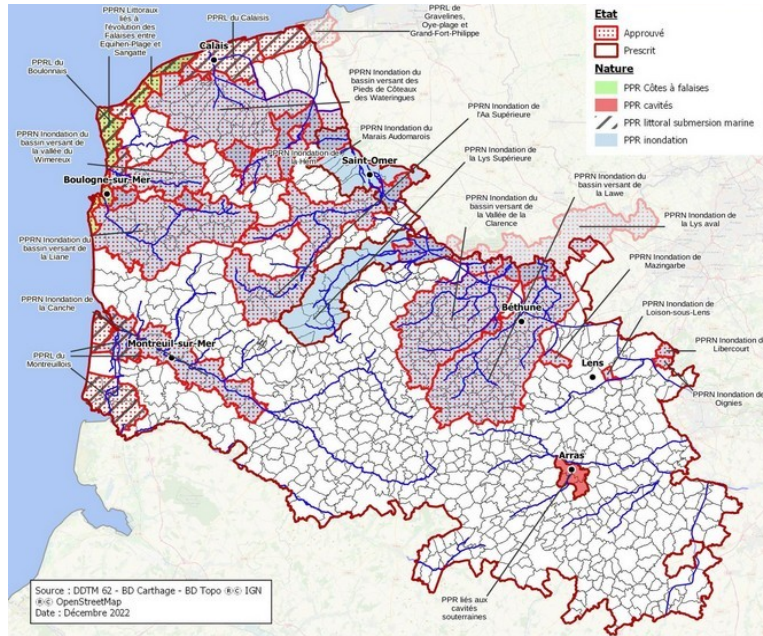 PPRN Littoraux
liés à
l'évolution des
Falaises entre
Equihen-Plage et
Sangatte
PPRL du Calaisis
PPRL de
Gravelines,
Oye-plage et
Grand-Fort-Philippe
Calais
PPRL du
Boulonnais
PPRN Inondation
du bassin versant des
Pieds de Côteaux
des Wateringues
PPRN Inondation de
l'Aa Supérieure
PPRN Inondation du
bassin versant de
la vallée du
Wimereux
PPRN Inondation du
Marais Audomarois
PPRN Inondation de
la Hem
Saint-Omer
PPRN Inondation de
la Lys Supérieure
Boulogne-sur-Mer
PPRN Inondation du
bassin versant de
la Vallée de la
Clarence
PPRN Inondation du
bassin versant de
la Lawe
PPRN Inondation de
la Lys aval
PPRN Inondation du
bassin versant de
la Liane
PPRN Inondation de
Mazingarbe
PPRN Inondation de
la Canche
Béthune
PPRN Inondation de
Loison-sous-Lens
Montreuil-sur-Mer
PPRL du
Montreuillois
Lens
PPRN Inondation de
Libercourt
PPRN Inondation de
Oignies
Arras
PPR liés aux
cavités
souterraines
Etat
Approuvé
Prescrit
Nature
PPR Côtes à falaises
PPR cavités
PPR littoral submersion marine
PPR inondation
Source : DDTM 62 - BD Carthage - BD Topo ®© IGN
®© OpenStreetMap
Date : Décembre 2022